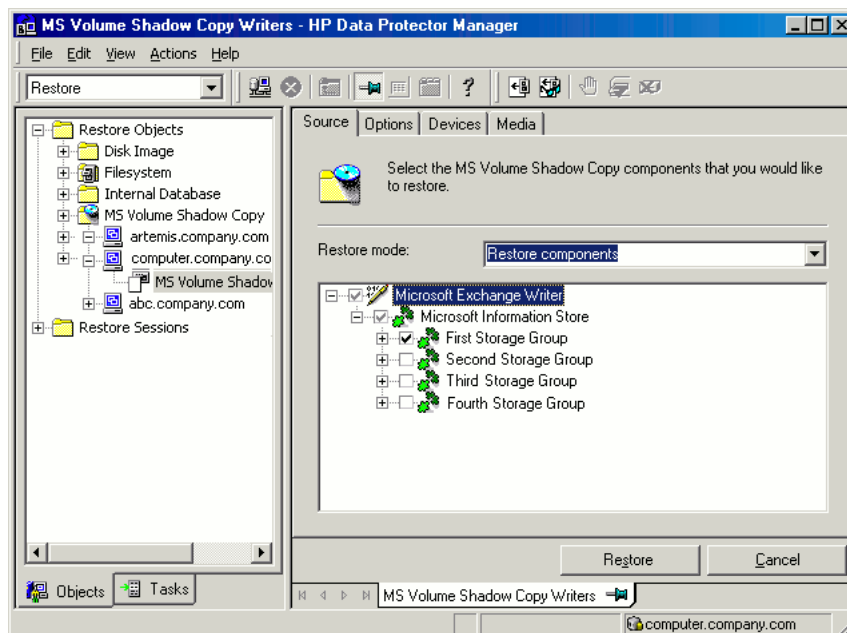 MS Volume Shadow Copy Writers - HP Data Protector Manager
File Edit View Actions Help
Restore
Source Options Devices Media
Restore Objects
Disk Image
Filesystem
Internal Database
MS Volume Shadow Copy
artemis.company.com
computer.company.co
MS Volume Shadow
abc.company.com
Restore Sessions
Select the MS Volume Shadow Copy components that you would like
to restore.
Restore mode:
Restore components
Microsoft Exchange Writer
Microsoft Information Store
First Storage Group
Second Storage Group
Third Storage Group
Fourth Storage Group
Restore Cancel
Objects Tasks
MS Volume Shadow Copy Writers
computer.company.com